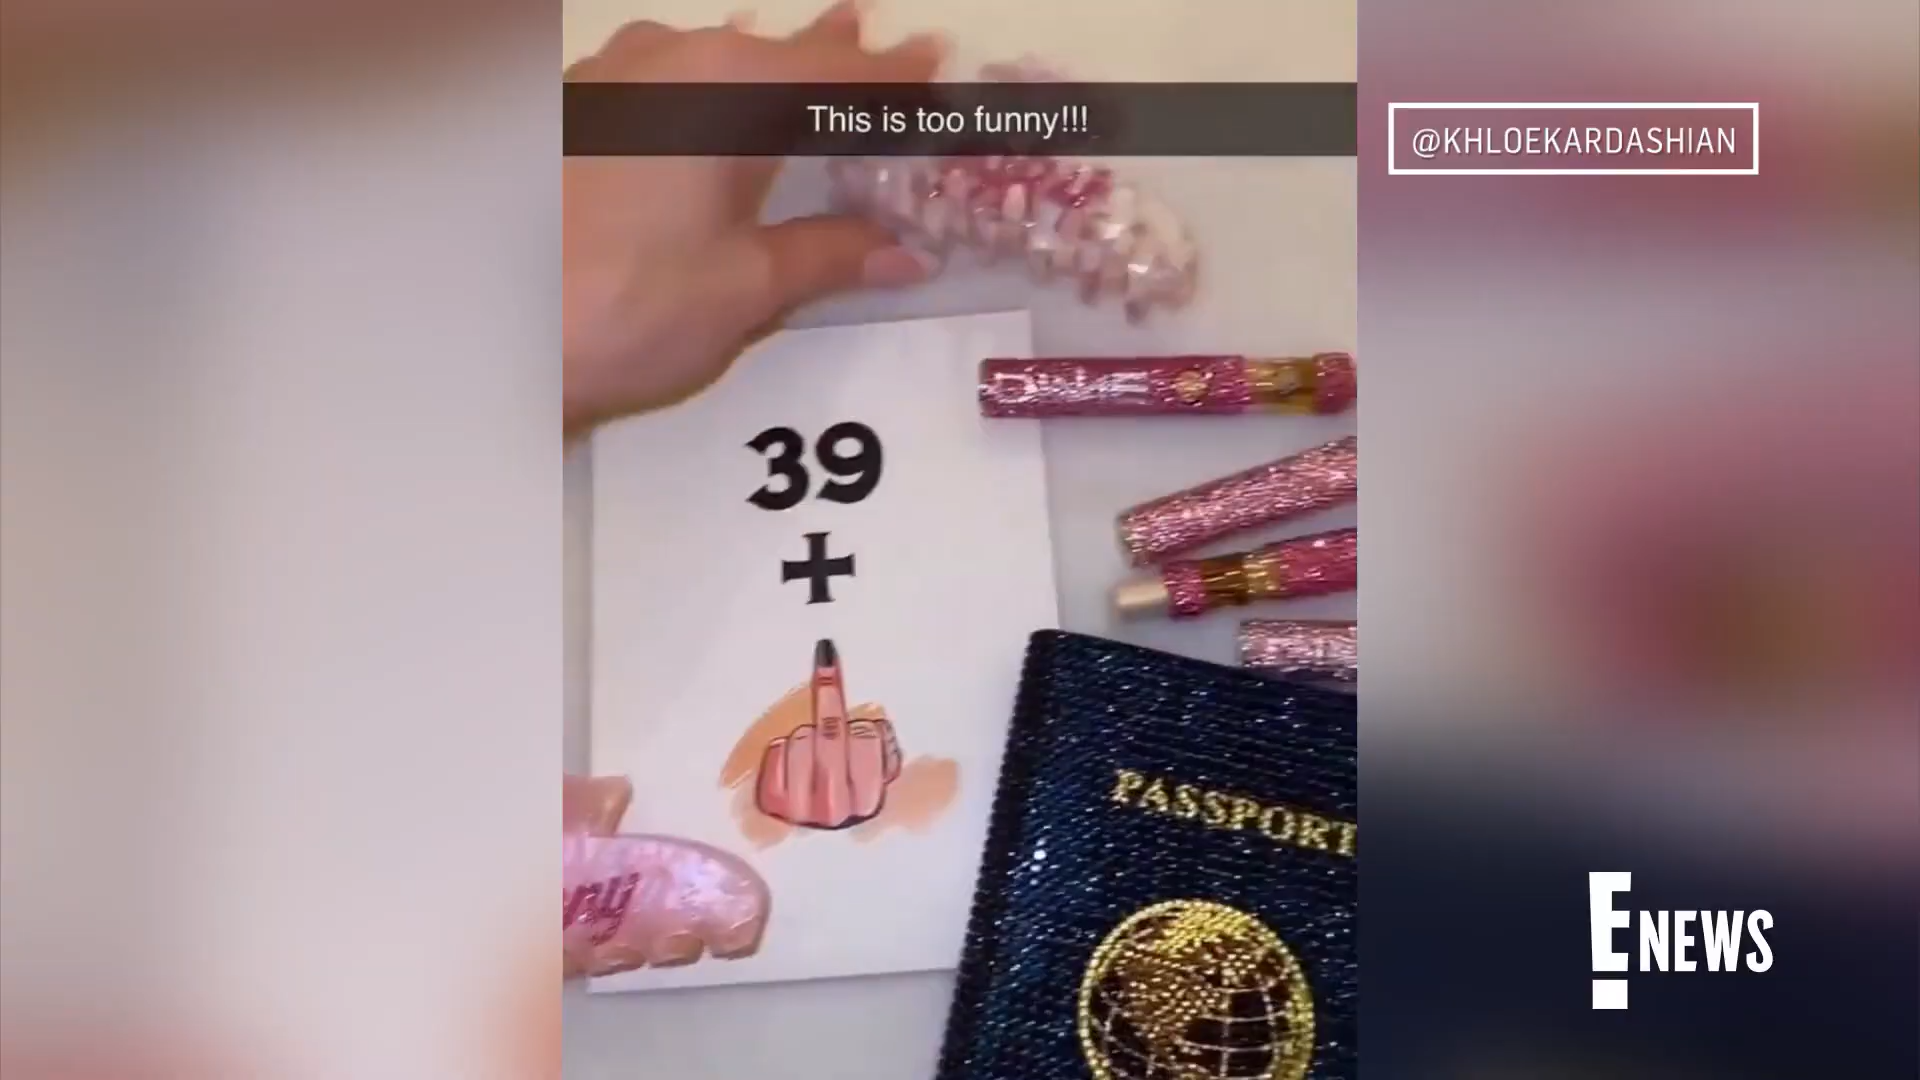 This is too funny!!!
@KHLOEKARDASHIAN
39
+
PASSPORT
E! NEWS